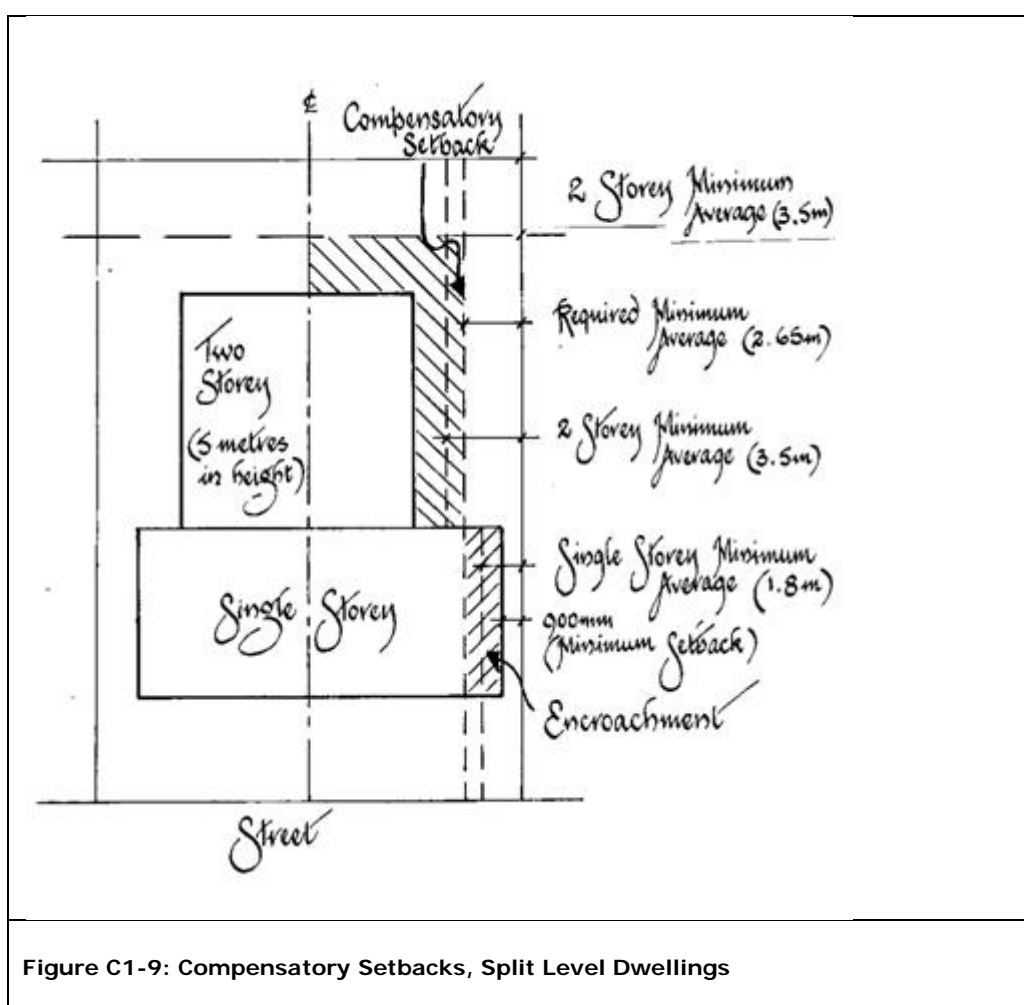 ℄
Compensatory
Setback
2 Storey Minimum
Average (3.5m)
Required Minimum
Average (2.65m)
Two
Storey
(5 metres
in height)
2 Storey Minimum
Average (3.5m)
Single Storey Minimum
Average (1.8m)
Single Storey
900mm
(Minimum Setback)
Encroachment
Street
Figure C1-9: Compensatory Setbacks, Split Level Dwellings